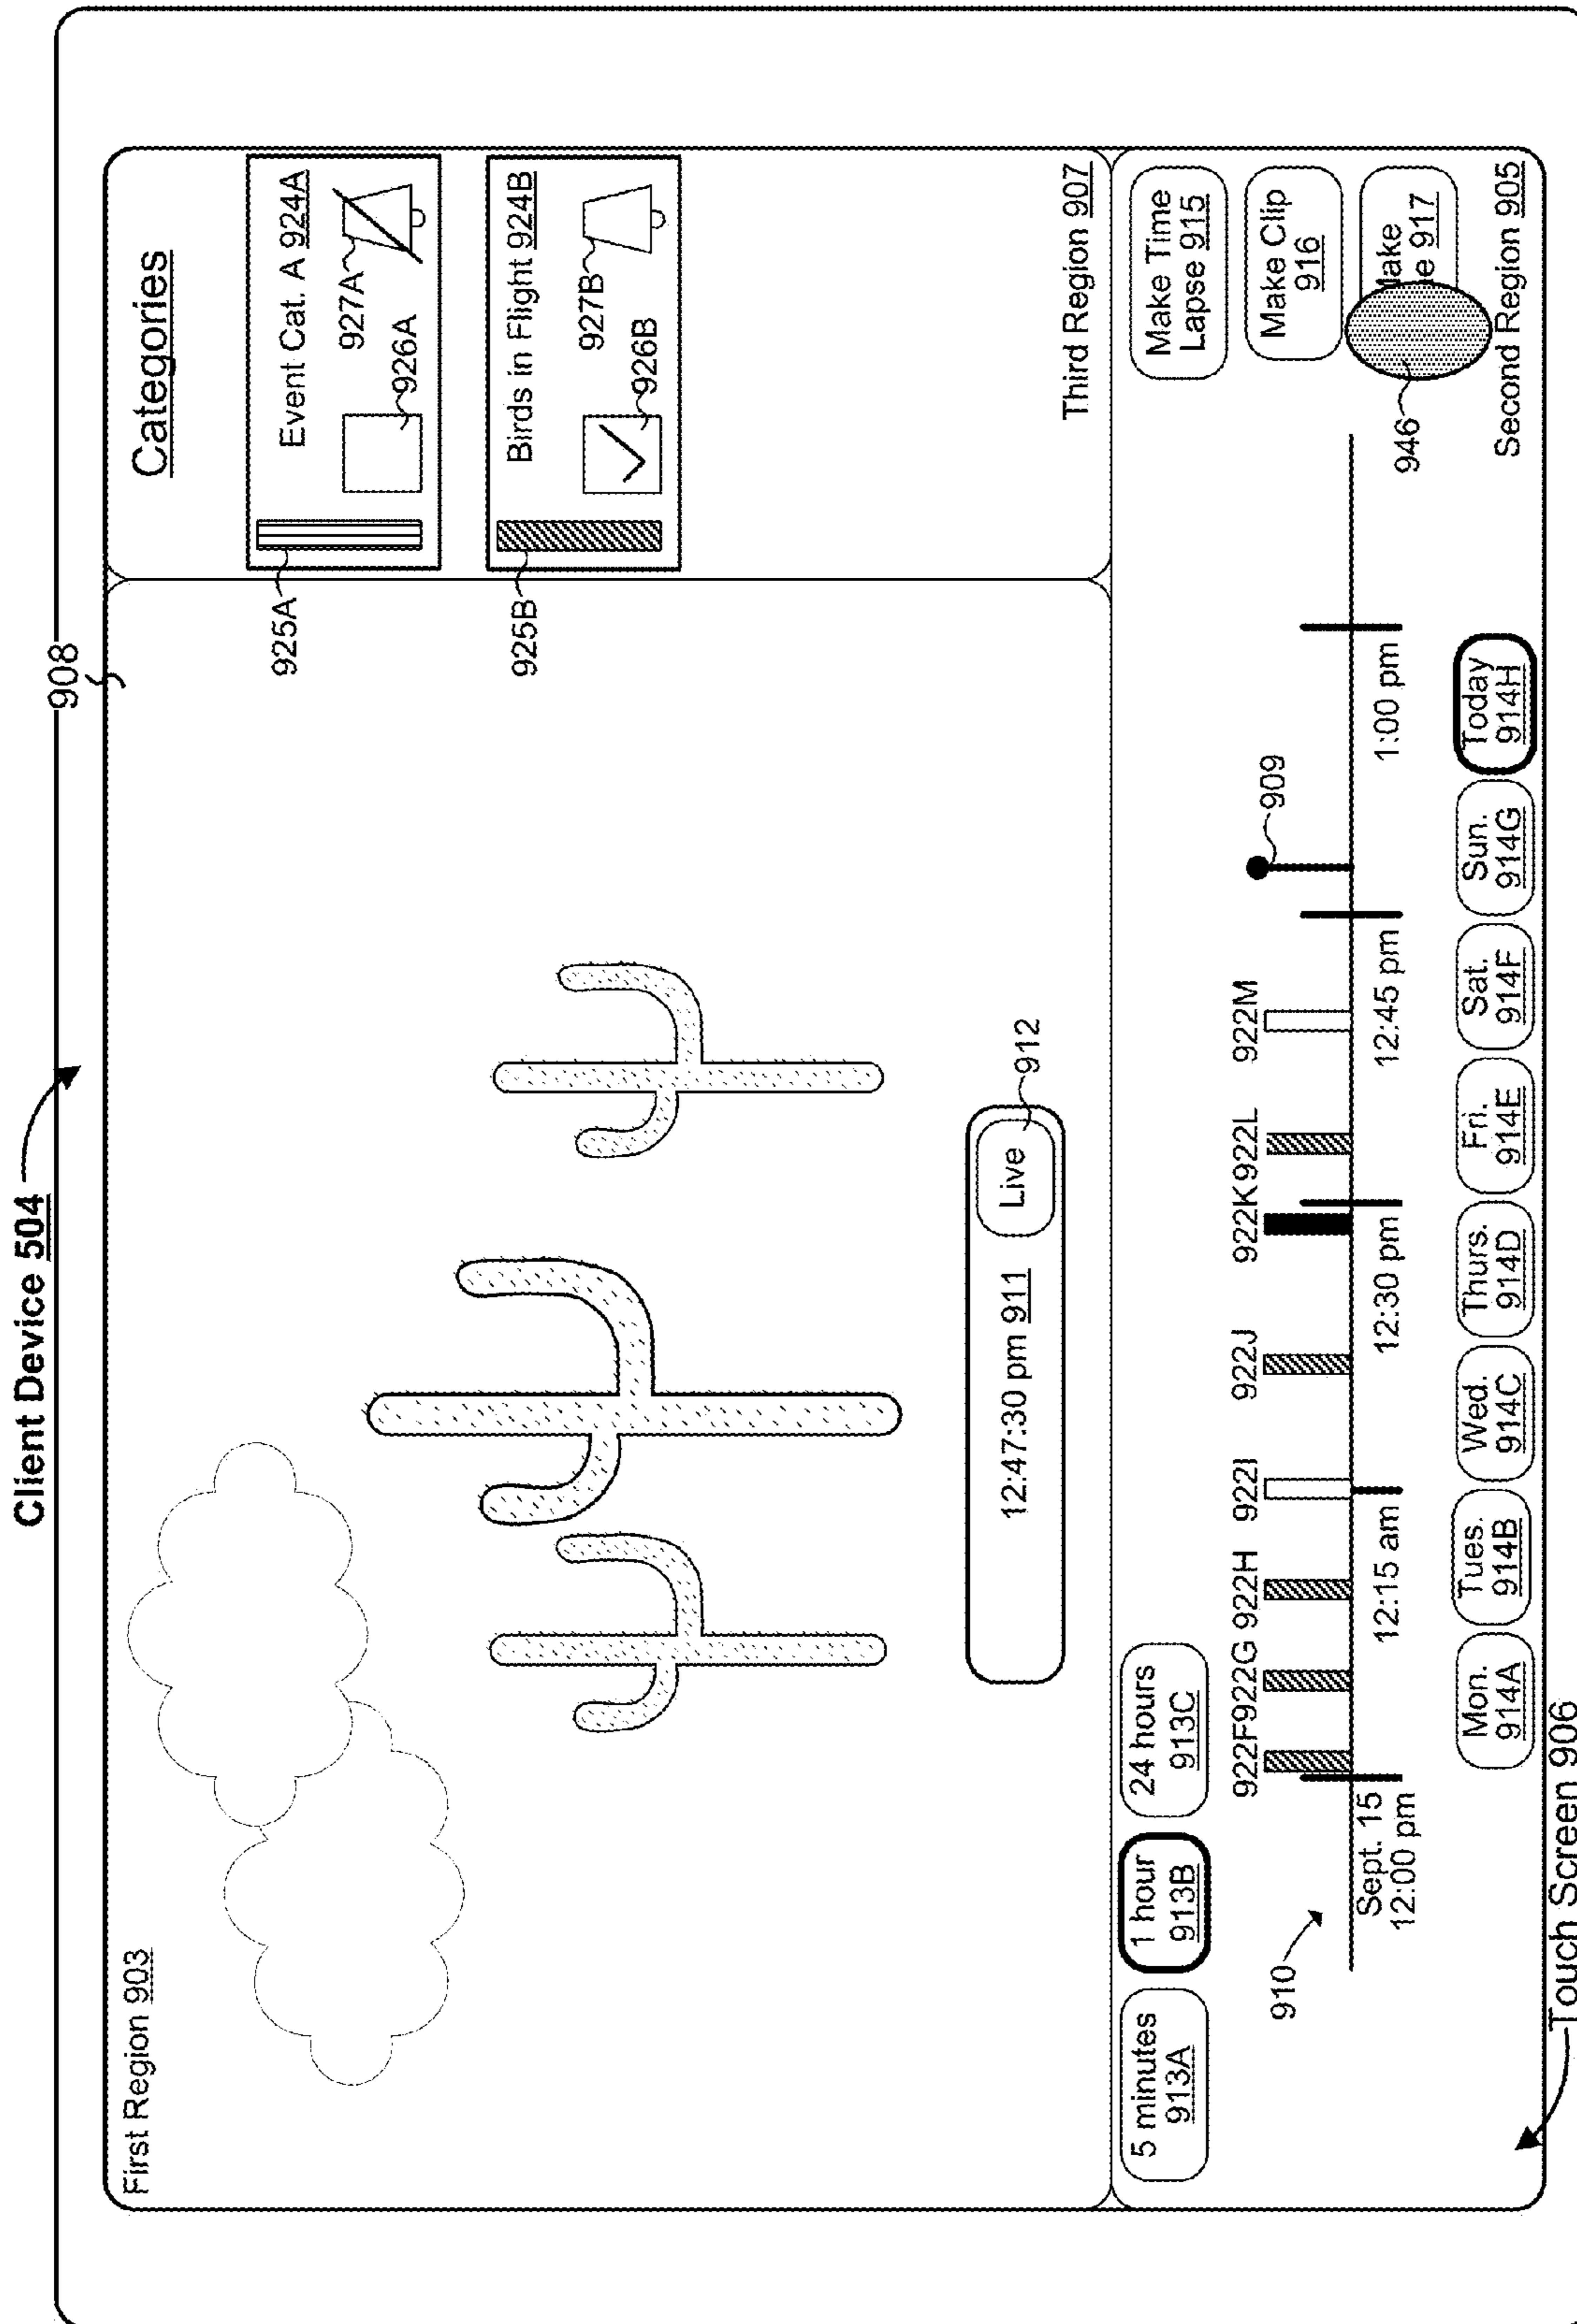 Client Device 504
908
First Region 903
Categories
925A
Event Cat. A 924A
927A
926A
925B
Birds in Flight 924B
927B
926B
12:47:30 pm 911
Live
912
Third Region 907
5 minutes
913A
1 hour
913B
24 hours
913C
Make Time
Lapse 915
Make Clip
916
Make
e 917
946
910
922F
922G
922H
922I
922J
922K
922L
922M
909
Sept. 15
12:00 pm
12:15 am
12:30 pm
12:45 pm
1:00 pm
Mon.
914A
Tues.
914B
Wed.
914C
Thurs.
914D
Fri.
914E
Sat.
914F
Sun.
914G
Today
914H
Second Region 905
Touch Screen 906